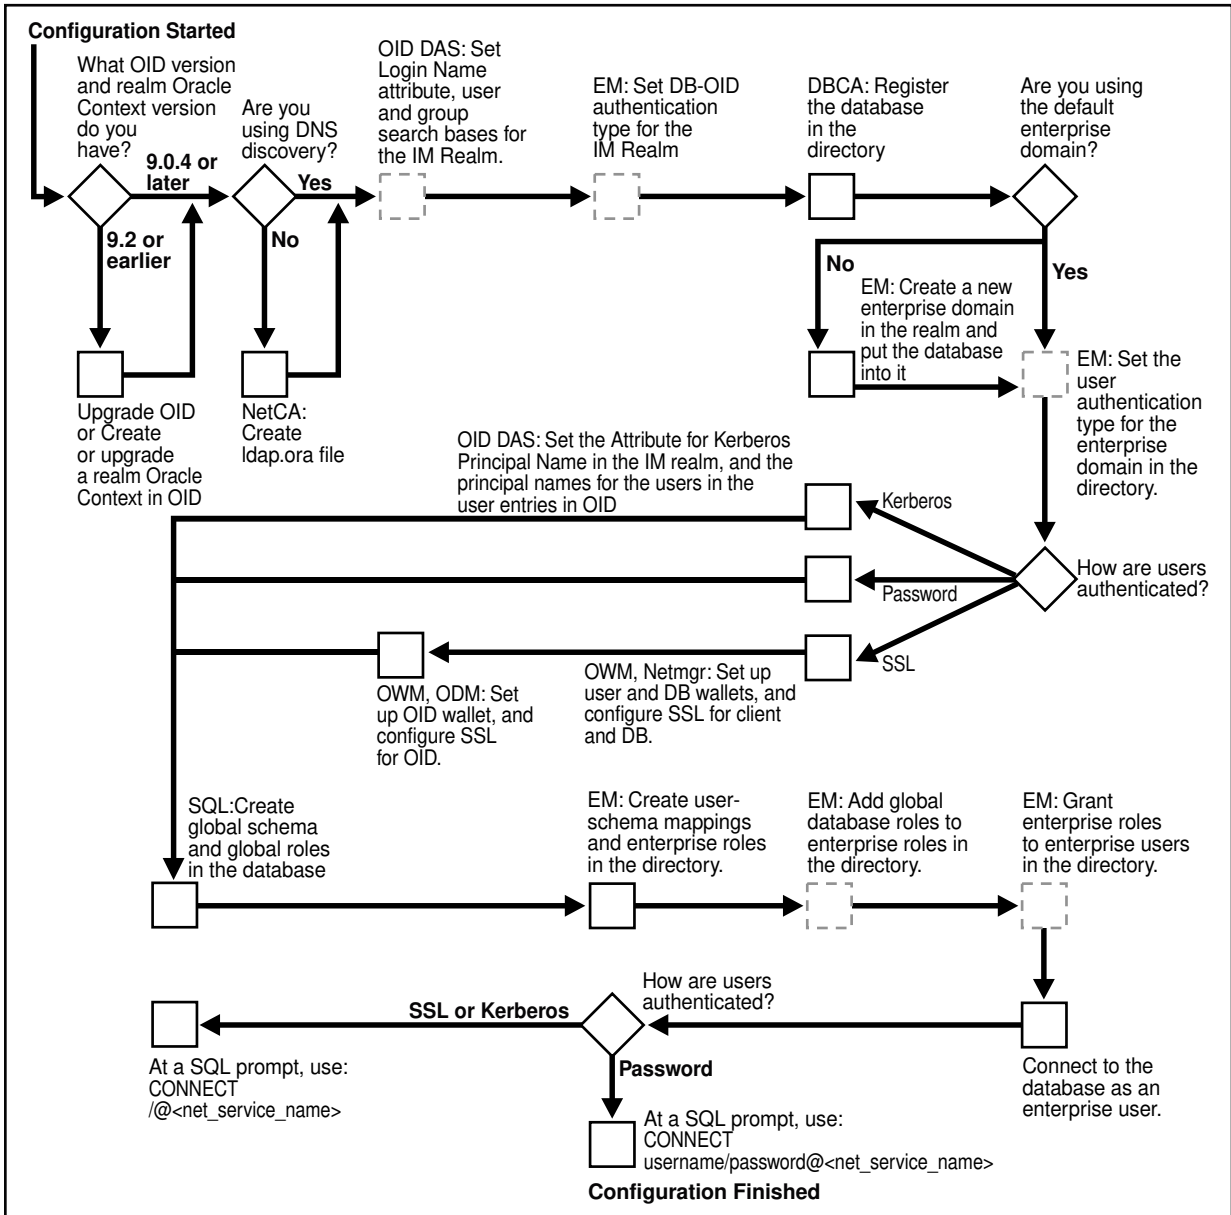 Configuration Started
What OID version
and realm Oracle
Context version
do you
have?
9.0.4 or
later
9.2 or
earlier
Upgrade OID
or Create
or upgrade
a realm Oracle
Context in OID
Are you
using DNS
discovery?
Yes
No
NetCA:
Create
ldap.ora file
OID DAS: Set
Login Name
attribute, user
and group
search bases for
the IM Realm.
EM: Set DB-OID
authentication
type for the
IM Realm
DBCA: Register
the database
in the
directory
Are you using
the default
enterprise
domain?
No
Yes
EM: Create a new
enterprise domain
in the realm and
put the database
into it
EM: Set the
user
authentication
type for the
enterprise
domain in the
directory.
How are users
authenticated?
Kerberos
Password
SSL
OID DAS: Set the Attribute for Kerberos
Principal Name in the IM realm, and the
principal names for the users in the
user entries in OID
OWM, Netmgr: Set up
user and DB wallets, and
configure SSL for client
and DB.
OWM, ODM: Set
up OID wallet, and
configure SSL
for OID.
SQL:Create
global schema
and global roles
in the database
EM: Create user-
schema mappings
and enterprise roles
in the directory.
EM: Add global
database roles to
enterprise roles in
the directory.
EM: Grant
enterprise roles
to enterprise users
in the directory.
Connect to the
database as an
enterprise user.
How are users
authenticated?
SSL or Kerberos
At a SQL prompt, use:
CONNECT
/@<net_service_name>
Password
At a SQL prompt, use:
CONNECT
username/password@<net_service_name>
Configuration Finished